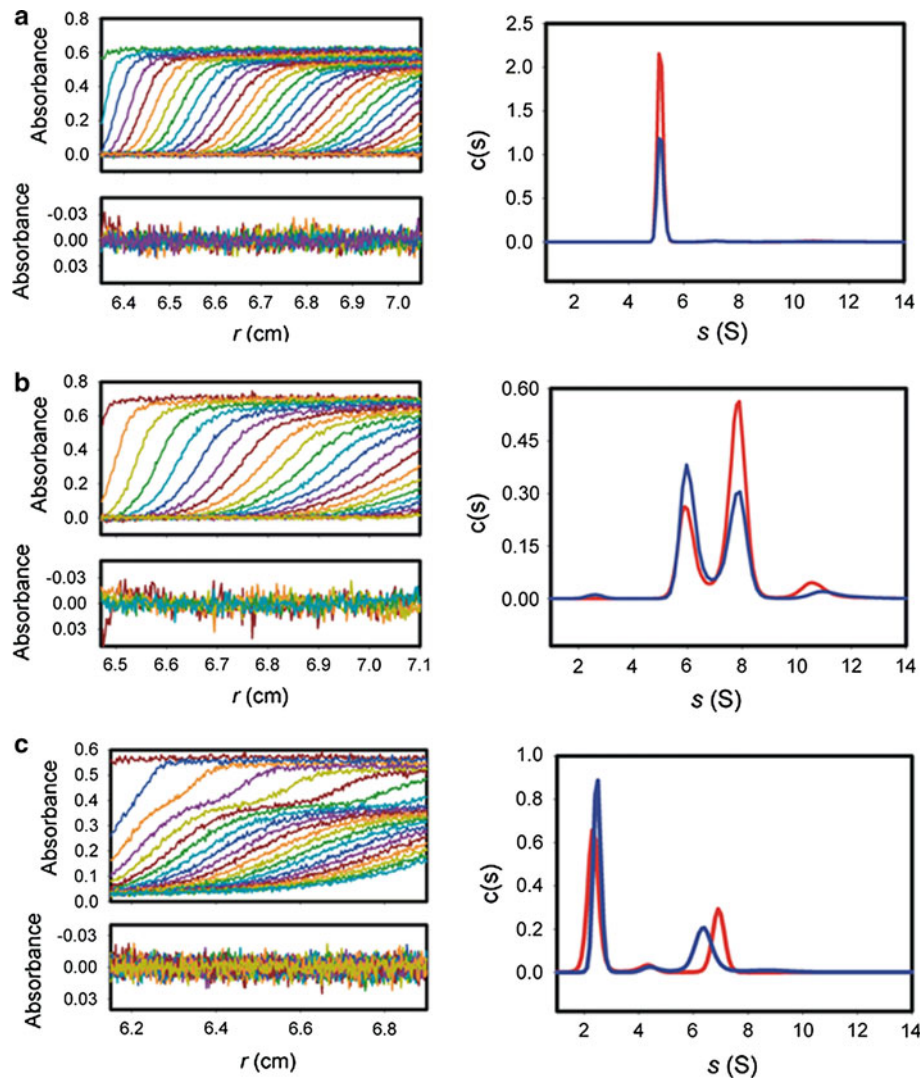 a
Absorbance
0.8
0.6
0.4
0.2
0.0
Absorbance
-0.03
0.00
0.03
6.4 6.5 6.6 6.7 6.8 6.9 7.0
r (cm)
c(s)
2.5
2.0
1.5
1.0
0.5
0.0
2 4 6 8 10 12 14
s (S)
b
Absorbance
0.8
0.6
0.4
0.2
0.0
Absorbance
-0.03
0.00
0.03
6.5 6.6 6.7 6.8 6.9 7.0 7.1
r (cm)
c(s)
0.60
0.45
0.30
0.15
0.00
2 4 6 8 10 12 14
s (S)
c
Absorbance
0.6
0.5
0.4
0.3
0.2
0.1
0.0
Absorbance
-0.03
0.00
0.03
6.2 6.4 6.6 6.8
r (cm)
c(s)
1.0
0.8
0.6
0.4
0.2
0.0
2 4 6 8 10 12 14
s (S)